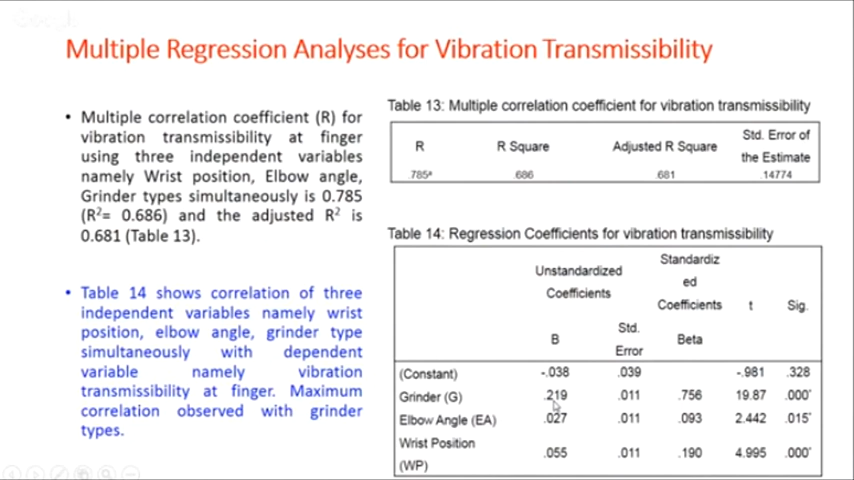 Multiple Regression Analyses for Vibration Transmissibility
• Multiple correlation coefficient (R) for
vibration transmissibility at finger
using three independent variables
namely Wrist position, Elbow angle,
Grinder types simultaneously is 0.785
(R²= 0.686) and the adjusted R² is
0.681 (Table 13).
• Table 14 shows correlation of three
independent variables namely wrist
position, elbow angle, grinder type
simultaneously with dependent
variable namely vibration
transmissibility at finger. Maximum
correlation observed with grinder
types.
Table 13: Multiple correlation coefficient for vibration transmissibility
R R Square Adjusted R Square Std. Error of
the Estimate
.785ᵃ .686 .681 .14774
Table 14: Regression Coefficients for vibration transmissibility
Unstandardized
Coefficients
Standardiz
ed
Coefficients
t Sig.
B Std.
Error
Beta
(Constant) -.038 .039 -.981 .328
Grinder (G) .219 .011 .756 19.87 .000*
Elbow Angle (EA) .027 .011 .093 2.442 .015*
Wrist Position
(WP) .055 .011 .190 4.995 .000*